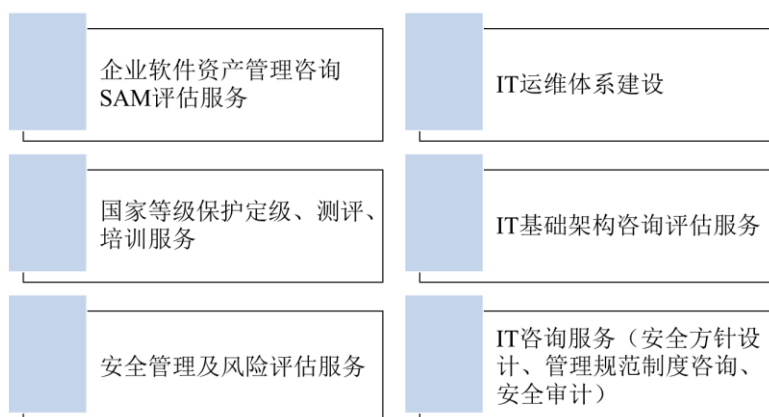 企业软件资产管理咨询
SAM评估服务
IT运维体系建设
国家等级保护定级、测评、
培训服务
IT基础架构咨询评估服务
安全管理及风险评估服务
IT咨询服务（安全方针设
计、管理规范制度咨询、
安全审计）